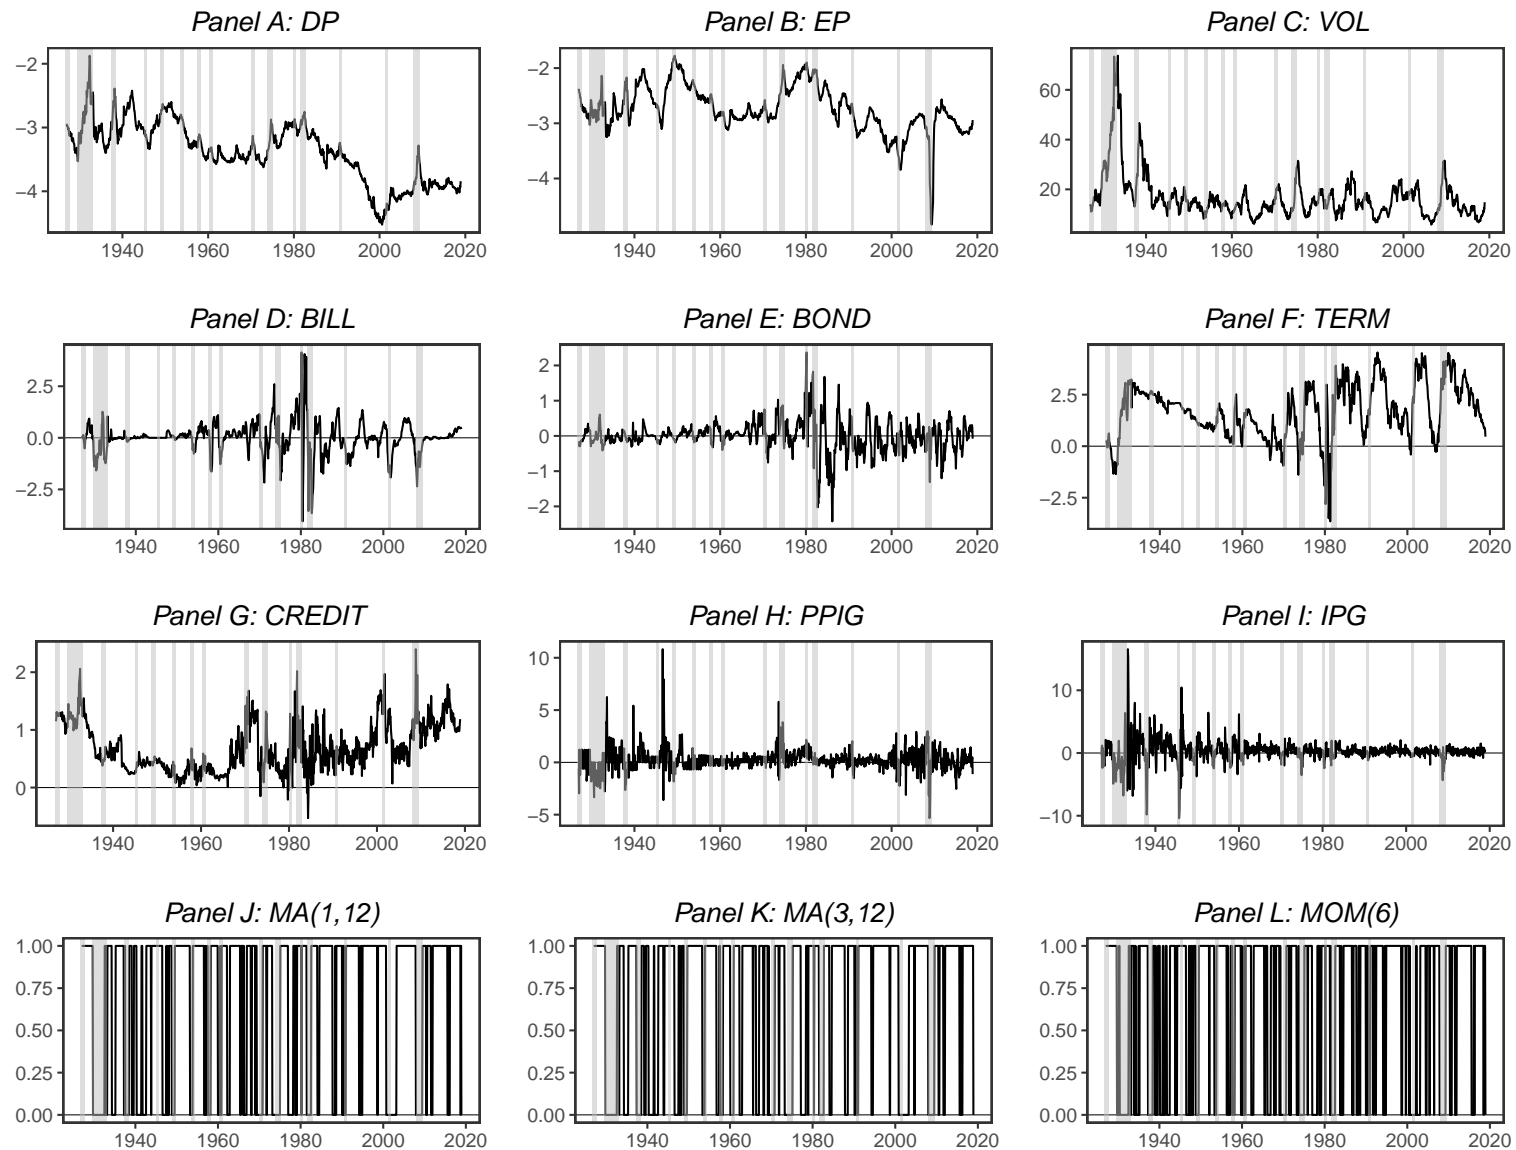 Panel A: DP
−2
−3
−4
1940 1960 1980 2000 2020
Panel B: EP
−2
−3
−4
1940 1960 1980 2000 2020
Panel C: VOL
60
40
20
1940 1960 1980 2000 2020
Panel D: BILL
2.5
0.0
−2.5
1940 1960 1980 2000 2020
Panel E: BOND
2
1
0
−1
−2
1940 1960 1980 2000 2020
Panel F: TERM
2.5
0.0
−2.5
1940 1960 1980 2000 2020
Panel G: CREDIT
2
1
0
1940 1960 1980 2000 2020
Panel H: PPIG
10
5
0
−5
1940 1960 1980 2000 2020
Panel I: IPG
10
0
−10
1940 1960 1980 2000 2020
Panel J: MA(1,12)
1.00
0.75
0.50
0.25
0.00
1940 1960 1980 2000 2020
Panel K: MA(3,12)
1.00
0.75
0.50
0.25
0.00
1940 1960 1980 2000 2020
Panel L: MOM(6)
1.00
0.75
0.50
0.25
0.00
1940 1960 1980 2000 2020